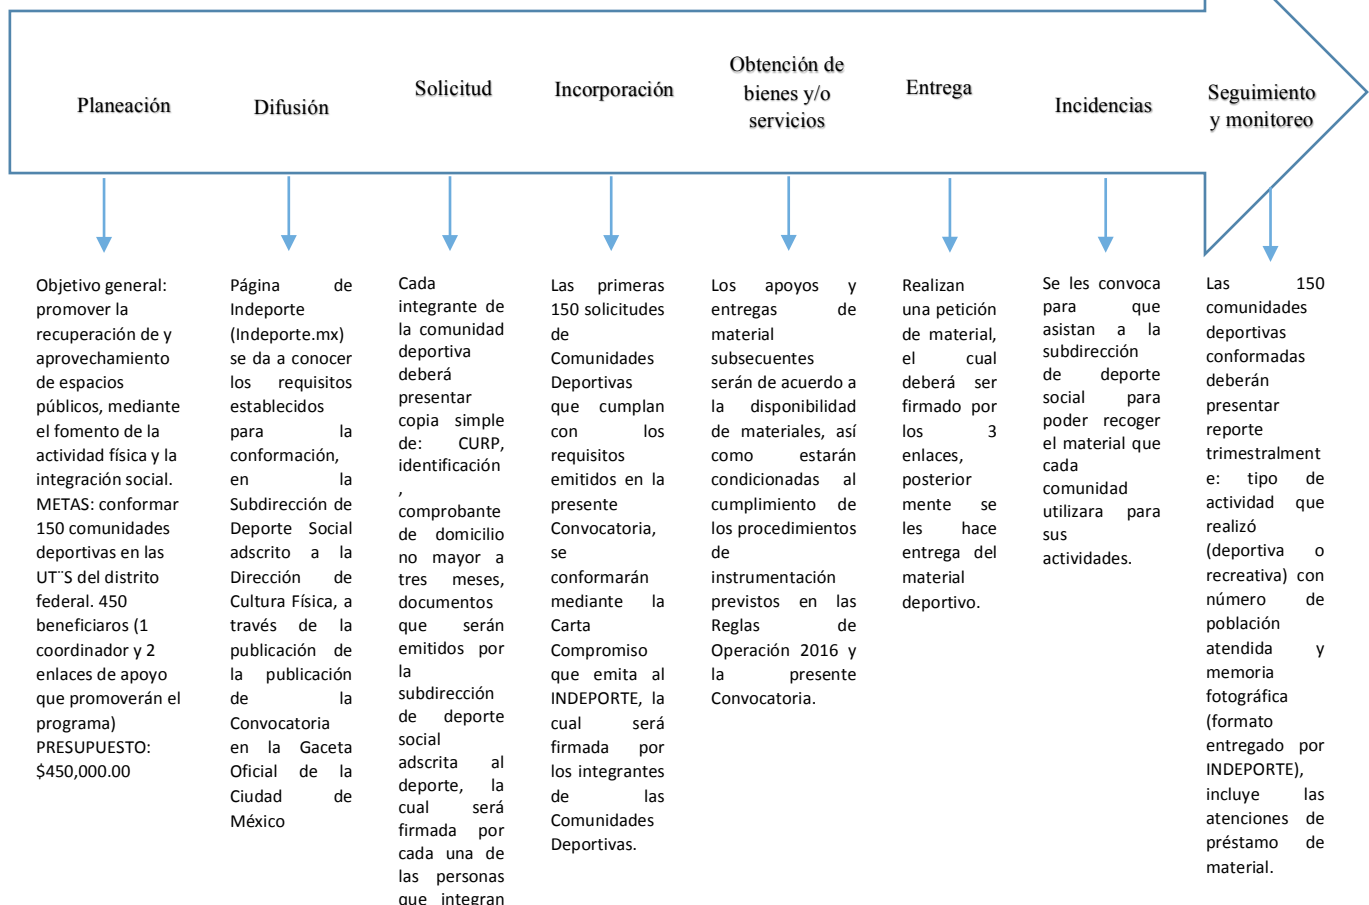 Planeación
Difusión
Solicitud
Incorporación
Obtención de
bienes y/o
servicios
Entrega
Incidencias
Seguimiento
y monitoreo
Objetivo general:
promover la
recuperación de y
aprovechamiento
de espacios
públicos, mediante
el fomento de la
actividad física y la
integración social.
METAS: conformar
150 comunidades
deportivas en las
UT¨S del distrito
federal. 450
beneficiaros (1
coordinador y 2
enlaces de apoyo
que promoverán el
programa)
PRESUPUESTO:
$450,000.00
Página de
Indeporte
(Indeporte.mx)
se da a conocer
los requisitos
establecidos
para la
conformación,
en la
Subdirección de
Deporte Social
adscrito a la
Dirección de
Cultura Física, a
través de la
publicación de
la publicación
de la
Convocatoria
en la Gaceta
Oficial de la
Ciudad de
México
Cada
integrante de
la comunidad
deportiva
deberá
presentar
copia simple
de: CURP,
identificación
,
comprobante
de domicilio
no mayor a
tres meses,
documentos
que serán
emitidos por
la
subdirección
de deporte
social
adscrita al
deporte, la
cual será
firmada por
cada una de
las personas
que integran
Las primeras
150 solicitudes
de
Comunidades
Deportivas
que cumplan
con los
requisitos
emitidos en la
presente
Convocatoria,
se
conformarán
mediante la
Carta
Compromiso
que emita al
INDEPORTE, la
cual será
firmada por
los integrantes
de las
Comunidades
Deportivas.
Los apoyos y
entregas de
material
subsecuentes
serán de acuerdo a
la disponibilidad
de materiales, así
como estarán
condicionadas al
cumplimiento de
los procedimientos
de
instrumentación
previstos en las
Reglas de
Operación 2016 y
la presente
Convocatoria.
Realizan
una petición
de material,
el cual
deberá ser
firmado por
los 3
enlaces,
posterior
mente se
les hace
entrega del
material
deportivo.
Se les convoca
para que
asistan a la
subdirección
de deporte
social para
poder recoger
el material que
cada
comunidad
utilizara para
sus
actividades.
Las 150
comunidades
deportivas
conformadas
deberán
presentar
reporte
trimestralment
e: tipo de
actividad que
realizó
(deportiva o
recreativa) con
número de
población
atendida y
memoria
fotográfica
(formato
entregado por
INDEPORTE),
incluye las
atenciones de
préstamo de
material.